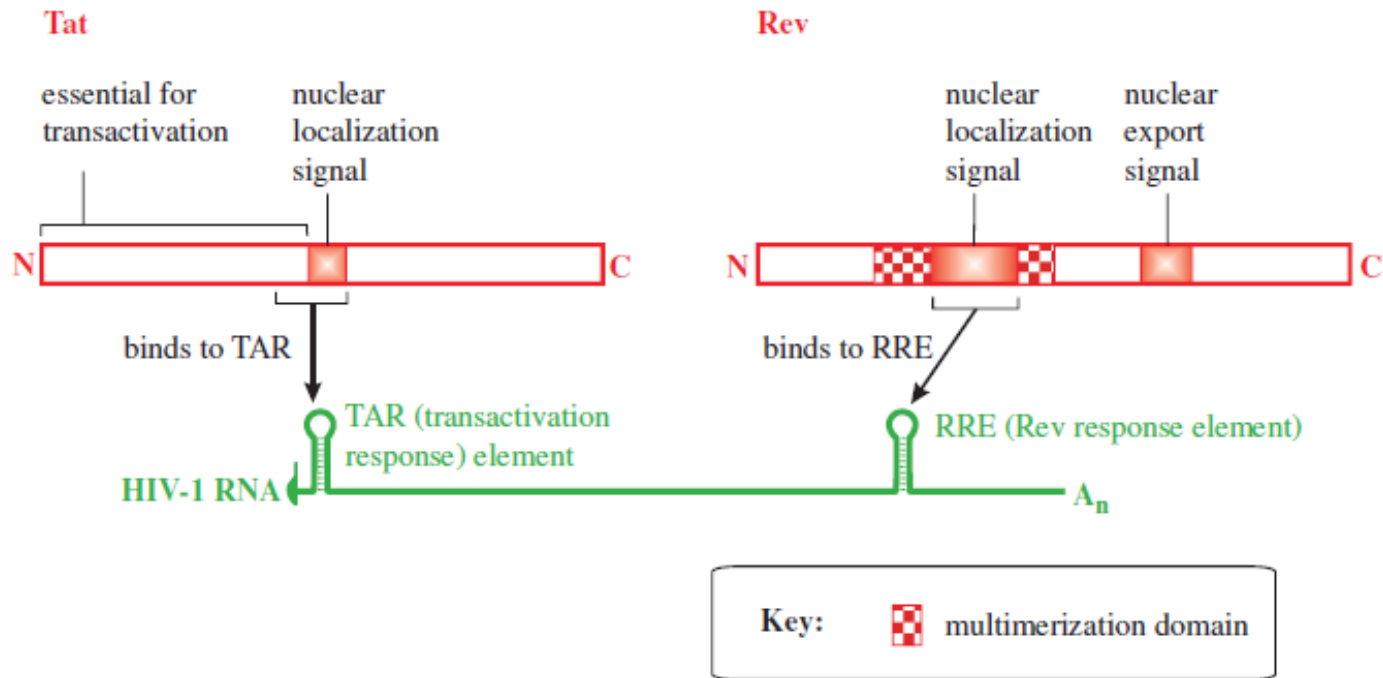 Tat
essential for
transactivation
nuclear
localization
signal
N
C
binds to TAR
Rev
nuclear
localization
signal
nuclear
export
signal
N
C
binds to RRE
TAR (transactivation
response) element
RRE (Rev response element)
HIV-1 RNA
An
Key:
multimerization domain